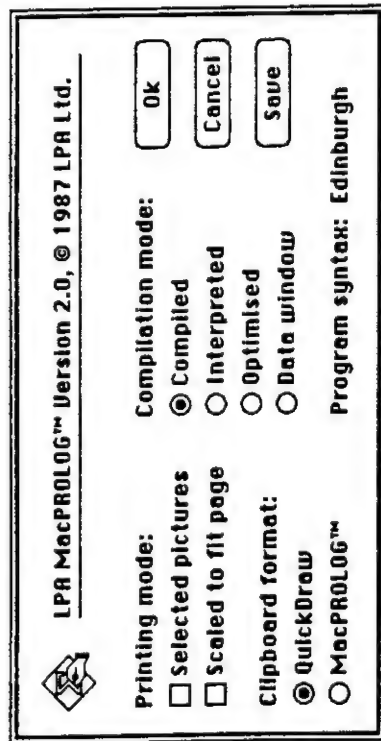 LPA MacPROLOG™ Version 2.0, © 1987 LPA Ltd.
Printing mode:
Selected pictures
Scaled to fit page
Clipboard format:
QuickDraw
MacPROLOG™
Compilation mode:
Compiled
Interpreted
Optimised
Data window
Program syntax: Edinburgh
Ok
Cancel
Save